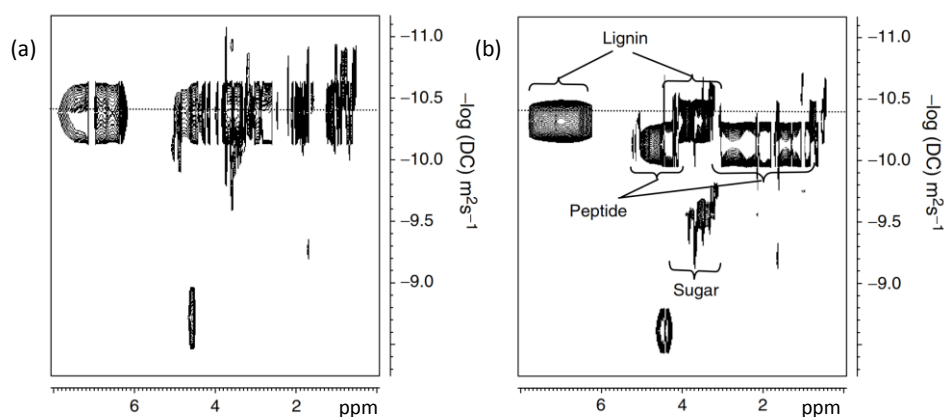 (a)
−11.0
−10.5
−10.0
−9.5
−9.0
−log (DC) m²s⁻¹
6
4
2
ppm
(b)
Lignin
Peptide
Sugar
−11.0
−10.5
−10.0
−9.5
−9.0
−log (DC) m²s⁻¹
6
4
2
ppm